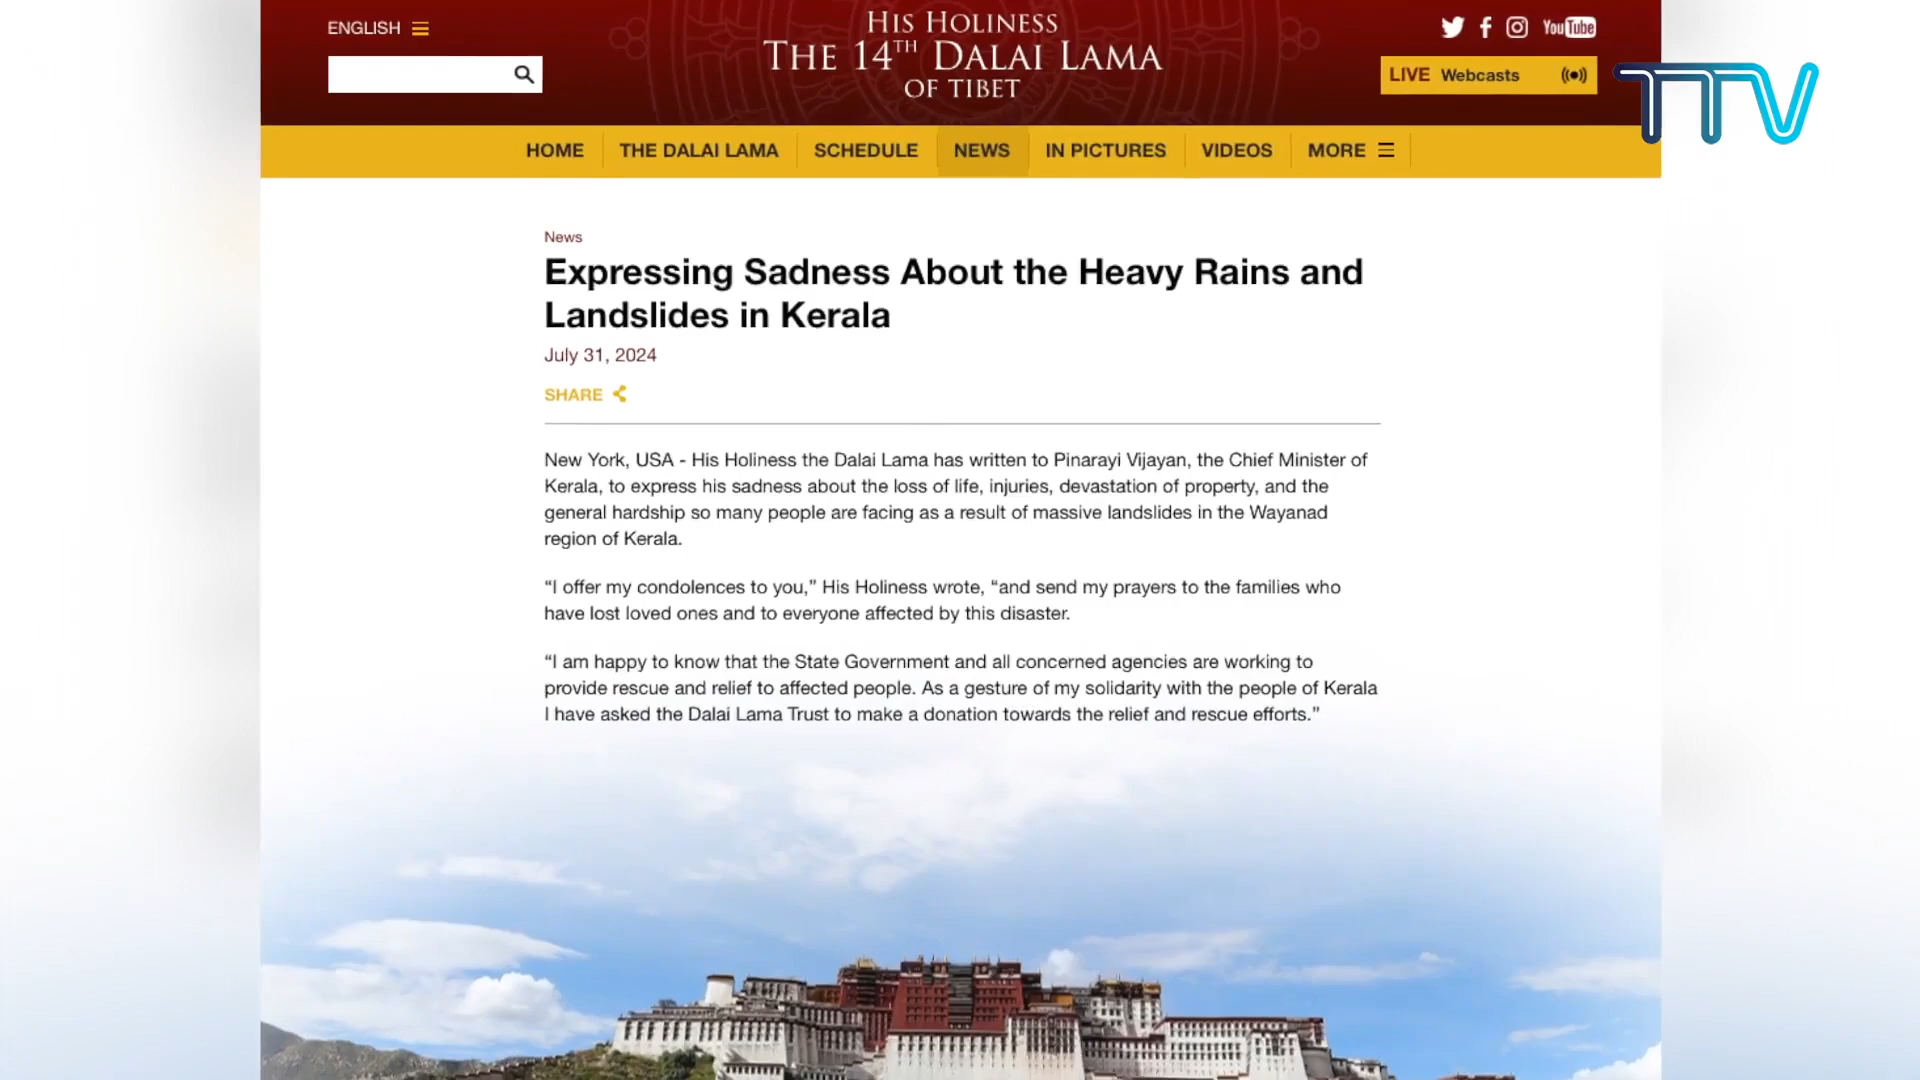 ENGLISH
HIS HOLINESS
THE 14TH DALAI LAMA
OF TIBET
YouTube
LIVE Webcasts
TTV
HOME
THE DALAI LAMA
SCHEDULE
NEWS
IN PICTURES
VIDEOS
MORE
News
Expressing Sadness About the Heavy Rains and
Landslides in Kerala
July 31, 2024
SHARE
New York, USA - His Holiness the Dalai Lama has written to Pinarayi Vijayan, the Chief Minister of
Kerala, to express his sadness about the loss of life, injuries, devastation of property, and the
general hardship so many people are facing as a result of massive landslides in the Wayanad
region of Kerala.
“I offer my condolences to you,” His Holiness wrote, “and send my prayers to the families who
have lost loved ones and to everyone affected by this disaster.
“I am happy to know that the State Government and all concerned agencies are working to
provide rescue and relief to affected people. As a gesture of my solidarity with the people of Kerala
I have asked the Dalai Lama Trust to make a donation towards the relief and rescue efforts.”